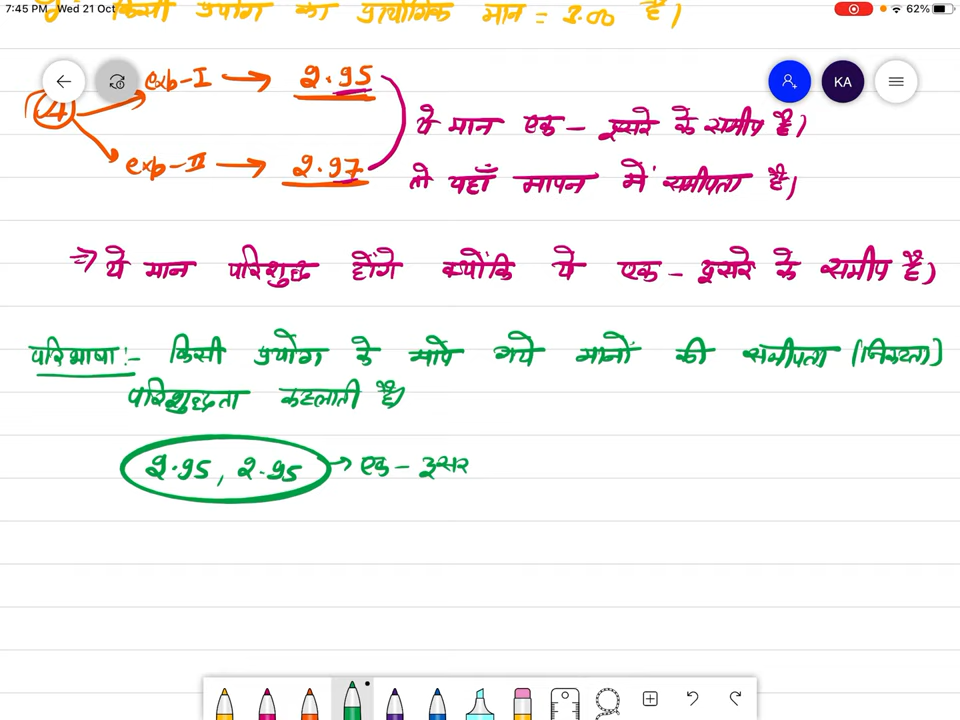 7:45 PM Wed 21 Oct 62%
किसी प्रयोग का प्रायोगिक मान = 3.00 है।
KA
exp-I → 2.95
(A)
ये मान एक - दूसरे के समीप है।
exp-II → 2.97
तो यहाँ मापन में समीपता है।
⇒ ये मान परिशुद्ध होंगे क्योंकि ये एक - दूसरे के समीप है।
परिभाषा:- किसी प्रयोग के मापे गये मानों की समीपता (निकटता)
परिशुद्धता कहलाती है।
2.95, 2.95 → एक - दूसर